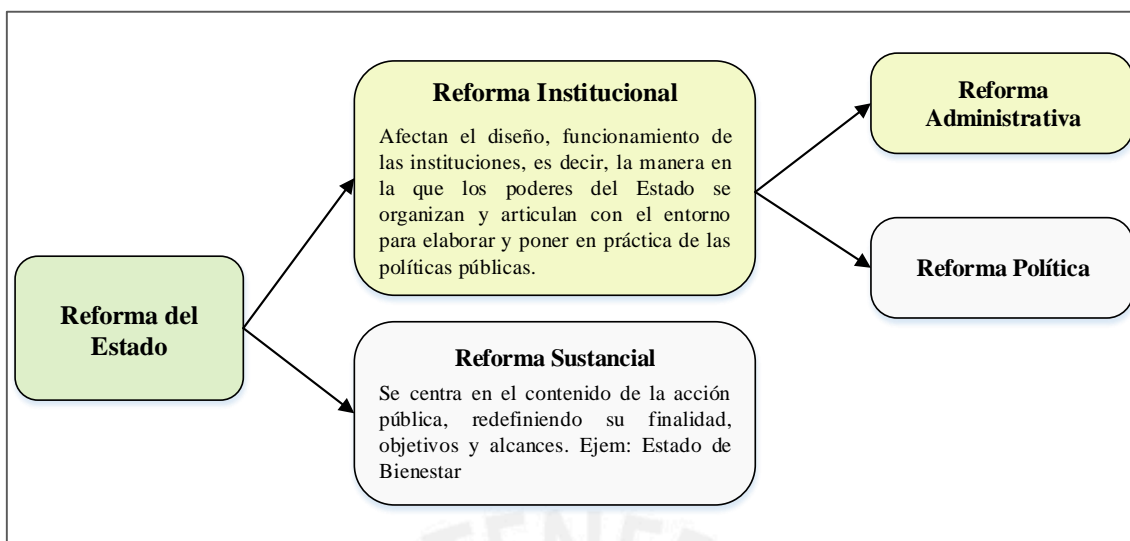 Reforma del
Estado
Reforma Institucional
Afectan el diseño, funcionamiento de
las instituciones, es decir, la manera en
la que los poderes del Estado se
organizan y articulan con el entorno
para elaborar y poner en práctica de las
políticas públicas.
Reforma Sustancial
Se centra en el contenido de la acción
pública, redefiniendo su finalidad,
objetivos y alcances. Ejem: Estado de
Bienestar
Reforma
Administrativa
Reforma Política